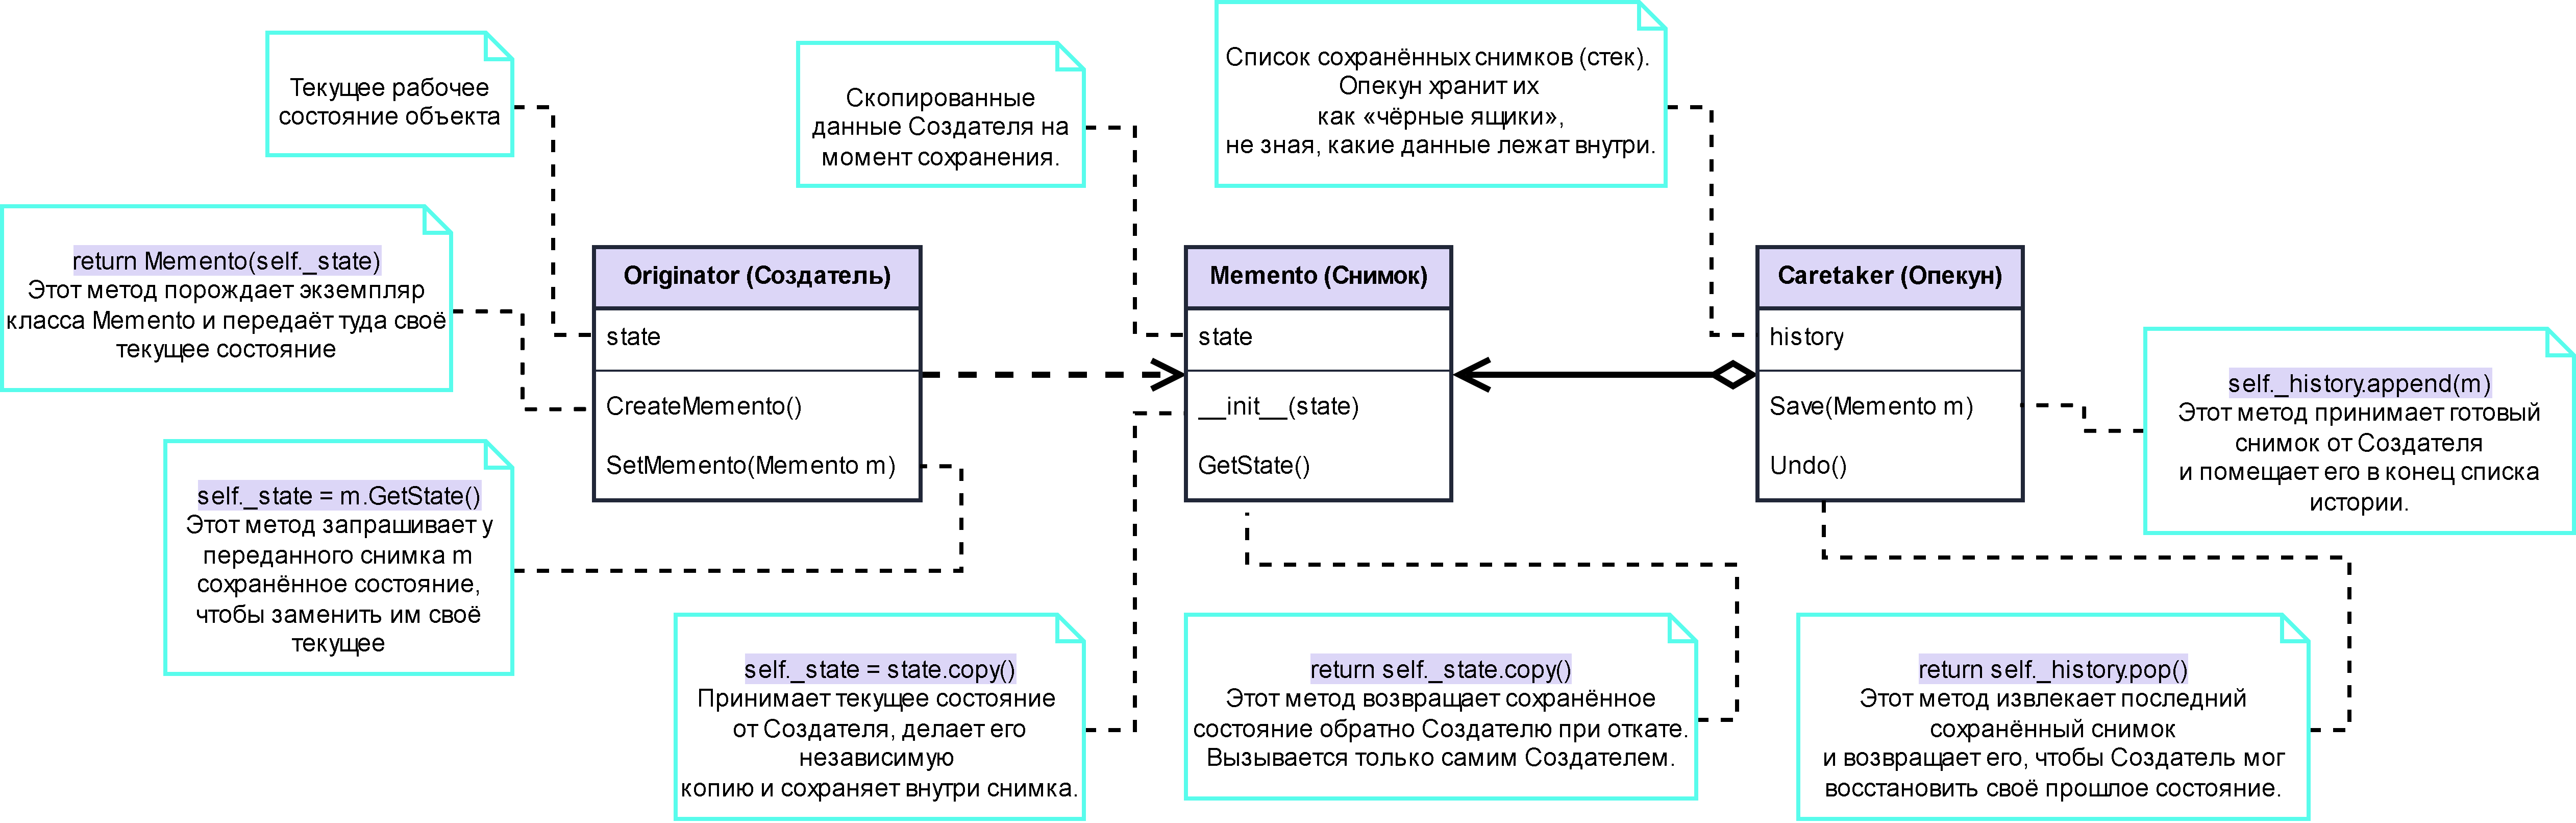 Текущее рабочее
состояние объекта
Скопированные
данные Создателя на
момент сохранения.
Список сохранённых снимков (стек).
Опекун хранит их
как «чёрные ящики»,
не зная, какие данные лежат внутри.
return Memento(self._state)
Этот метод порождает экземпляр
класса Memento и передаёт туда своё
текущее состояние
Originator (Создатель)
state
CreateMemento()
SetMemento(Memento m)
Memento (Снимок)
state
__init__(state)
GetState()
Caretaker (Опекун)
history
Save(Memento m)
Undo()
self._history.append(m)
Этот метод принимает готовый
снимок от Создателя
и помещает его в конец списка
истории.
self._state = m.GetState()
Этот метод запрашивает у
переданного снимка m
сохранённое состояние,
чтобы заменить им своё
текущее
self._state = state.copy()
Принимает текущее состояние
от Создателя, делает его
независимую
копию и сохраняет внутри снимка.
return self._state.copy()
Этот метод возвращает сохранённое
состояние обратно Создателю при откате.
Вызывается только самим Создателем.
return self._history.pop()
Этот метод извлекает последний
сохранённый снимок
и возвращает его, чтобы Создатель мог
восстановить своё прошлое состояние.